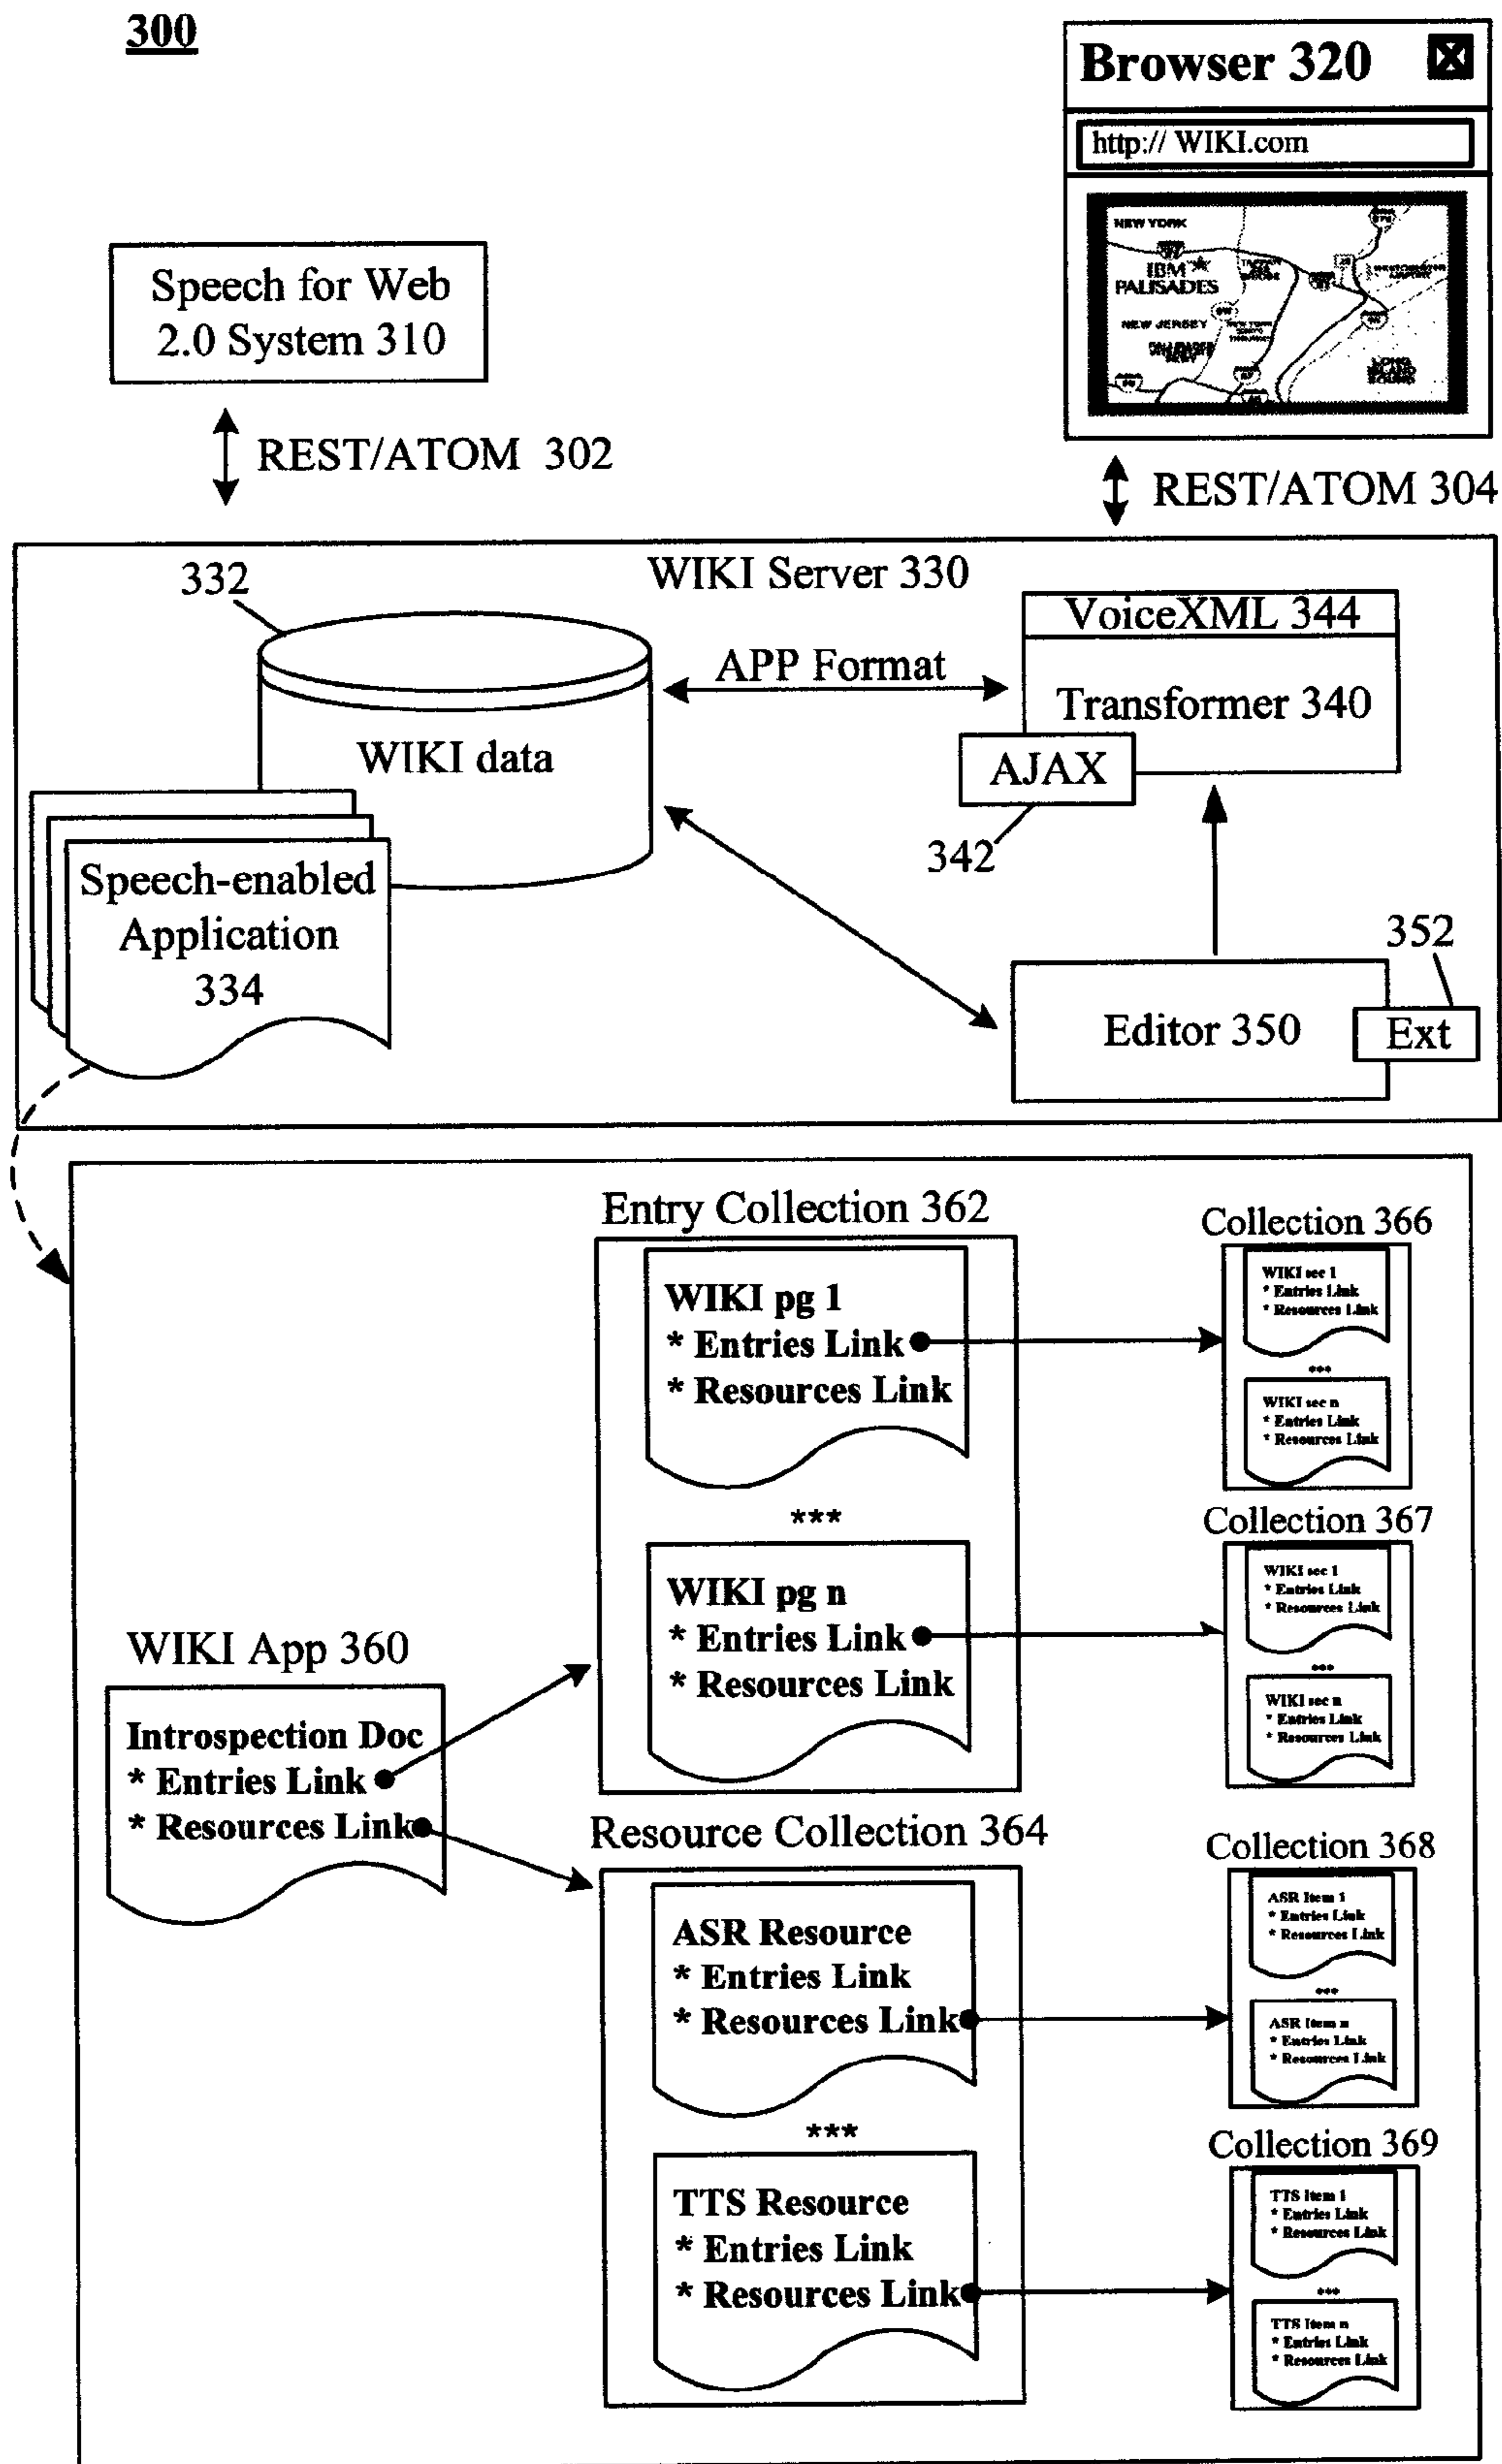 300
Browser 320
http:// WIKI.com
NEW YORK
IBM
PALISADES
NEW JERSEY
LONG
ISLAND
SOUND
Speech for Web
2.0 System 310
REST/ATOM 302
REST/ATOM 304
WIKI Server 330
332
VoiceXML 344
APP Format
Transformer 340
WIKI data
AJAX
342
Speech-enabled
Application
334
352
Editor 350
Ext
Entry Collection 362
WIKI pg 1
* Entries Link
* Resources Link
***
WIKI pg n
* Entries Link
* Resources Link
Collection 366
WIKI sec 1
* Entries Link
* Resources Link
***
WIKI sec n
* Entries Link
* Resources Link
Collection 367
WIKI sec 1
* Entries Link
* Resources Link
***
WIKI sec n
* Entries Link
* Resources Link
WIKI App 360
Introspection Doc
* Entries Link
* Resources Link
Resource Collection 364
ASR Resource
* Entries Link
* Resources Link
***
TTS Resource
* Entries Link
* Resources Link
Collection 368
ASR Item 1
* Entries Link
* Resources Link
***
ASR Item n
* Entries Link
* Resources Link
Collection 369
TTS Item 1
* Entries Link
* Resources Link
***
TTS Item n
* Entries Link
* Resources Link